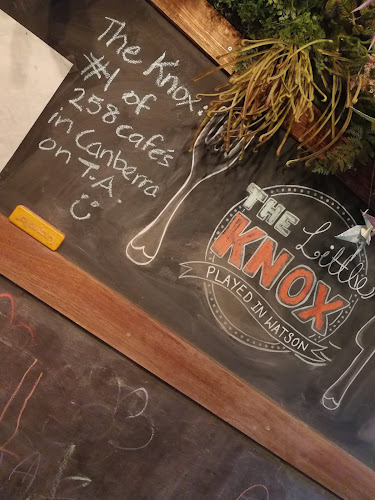 The Knox:
#1 of
258 cafés
in Canberra
on T.A.
THE Little
KNOX
PLAYED IN WATSON